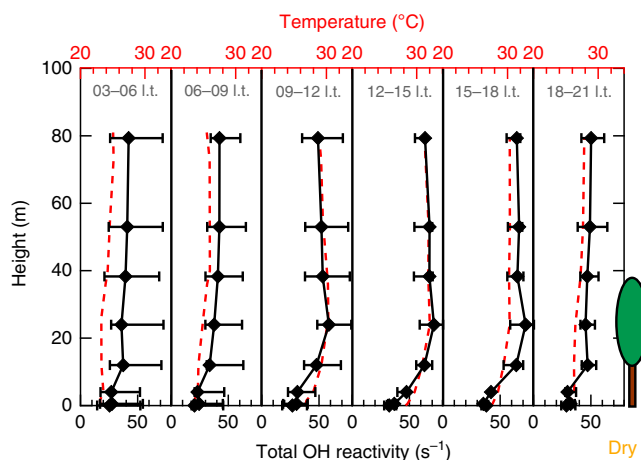 Temperature (°C)
20 30 20 30 20 30 20 30 20 30 20 30
100 03–06 l.t. 06–09 l.t. 09–12 l.t. 12–15 l.t. 15–18 l.t. 18–21 l.t.
80
60
40
20
0
Height (m)
0 50 0 50 0 50 0 50 0 50 0 50
Total OH reactivity (s⁻¹)
Dry